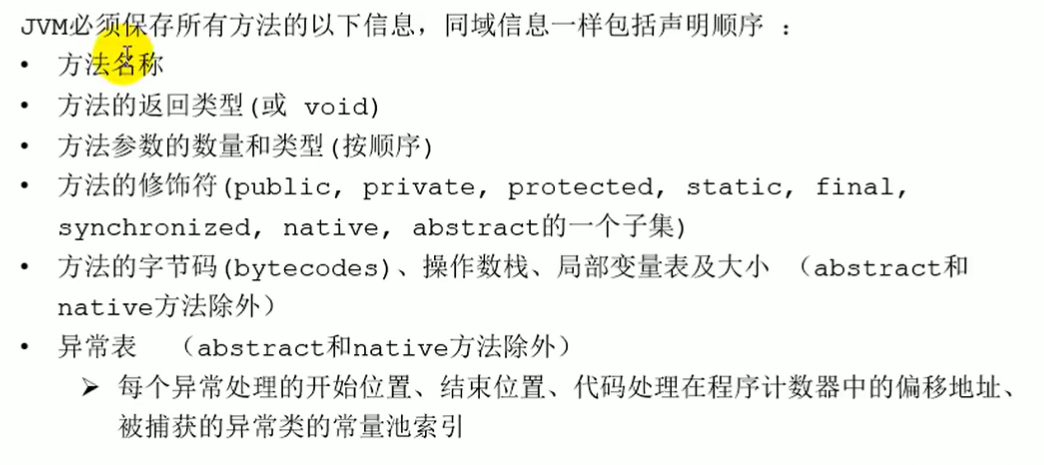 JVM必须保存所有方法的以下信息，同域信息一样包括声明顺序 ：
• 方法名称
• 方法的返回类型(或 void)
• 方法参数的数量和类型(按顺序)
• 方法的修饰符(public, private, protected, static, final,
synchronized, native, abstract的一个子集)
• 方法的字节码(bytecodes)、操作数栈、局部变量表及大小 （abstract和
native方法除外）
• 异常表 （abstract和native方法除外）
➢ 每个异常处理的开始位置、结束位置、代码处理在程序计数器中的偏移地址、
被捕获的异常类的常量池索引